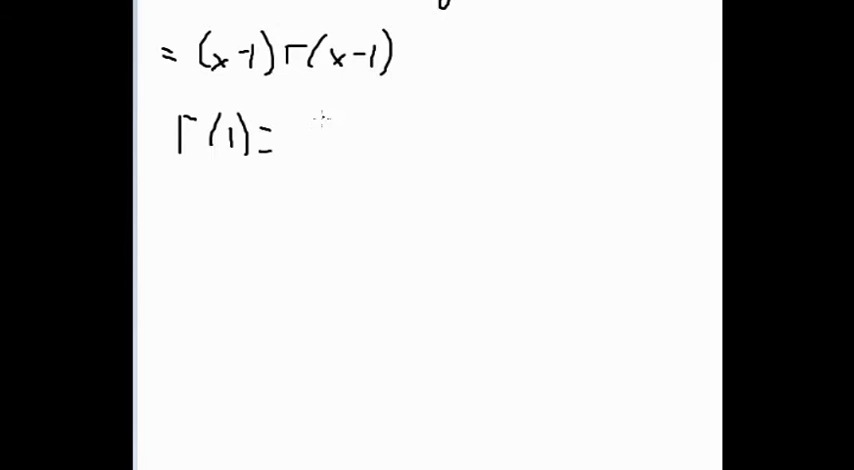 = (x-1)Γ(x-1)
Γ(1)=